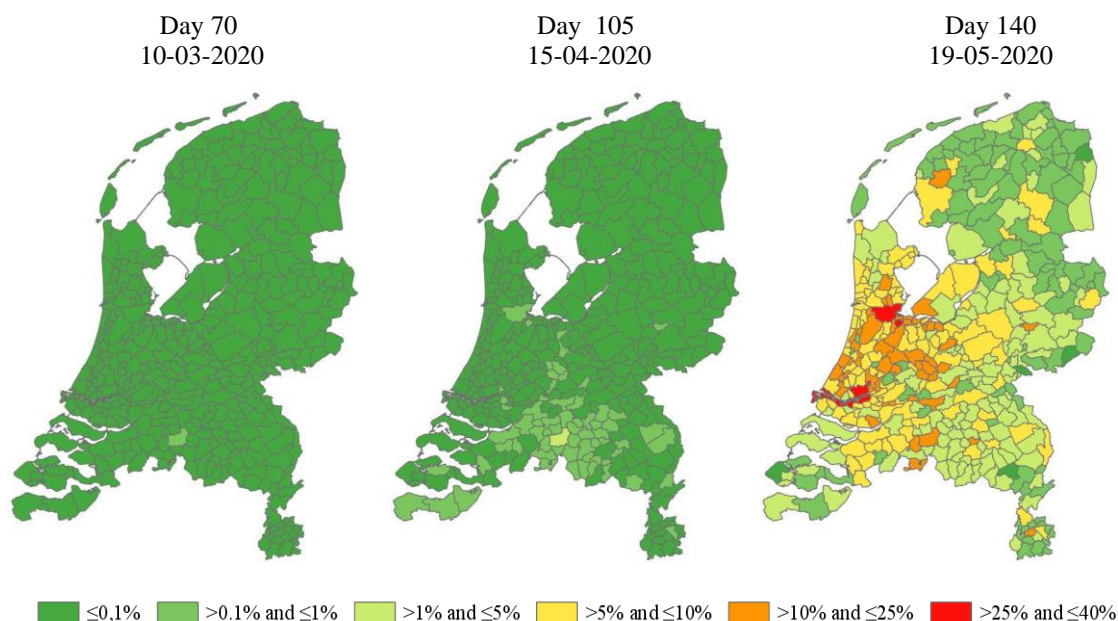 Day 70
10-03-2020
Day 105
15-04-2020
Day 140
19-05-2020
≤0,1% >0.1% and ≤1% >1% and ≤5% >5% and ≤10% >10% and ≤25% >25% and ≤40%